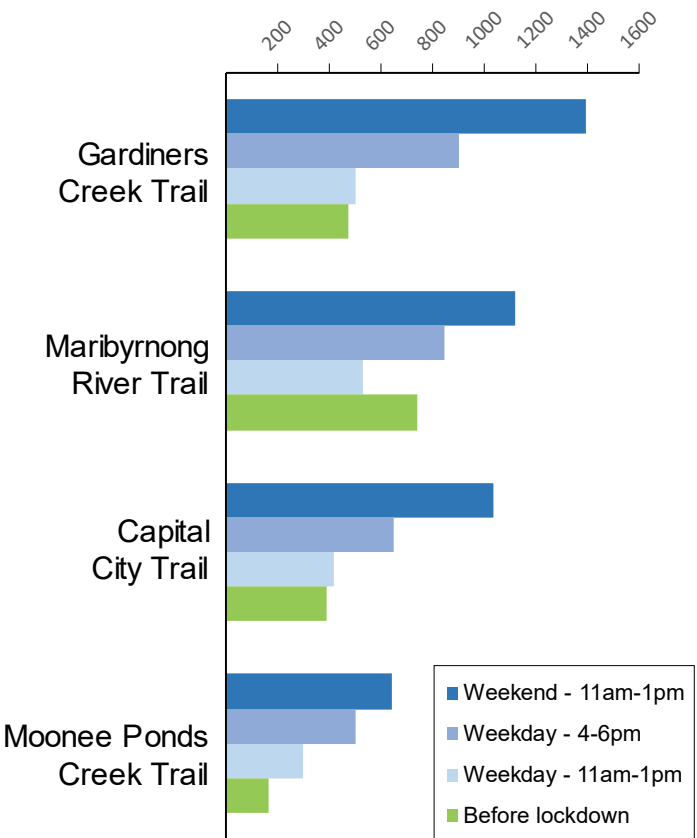 200 400 600 800 1000 1200 1400 1600
Gardiners
Creek Trail
Maribyrnong
River Trail
Capital
City Trail
Moonee Ponds
Creek Trail
Weekend - 11am-1pm
Weekday - 4-6pm
Weekday - 11am-1pm
Before lockdown